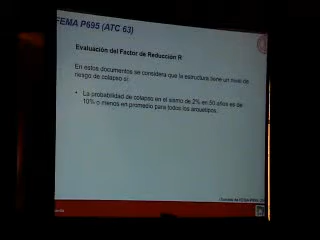 FEMA P695 (ATC 63)
Evaluación del Factor de Reducción R
En estos documentos se considera que la estructura tiene un nivel de
riesgo de colapso si:
• La probabilidad de colapso en el sismo de 2% en 50 años es de
10% o menos en promedio para todos los arquetipos.